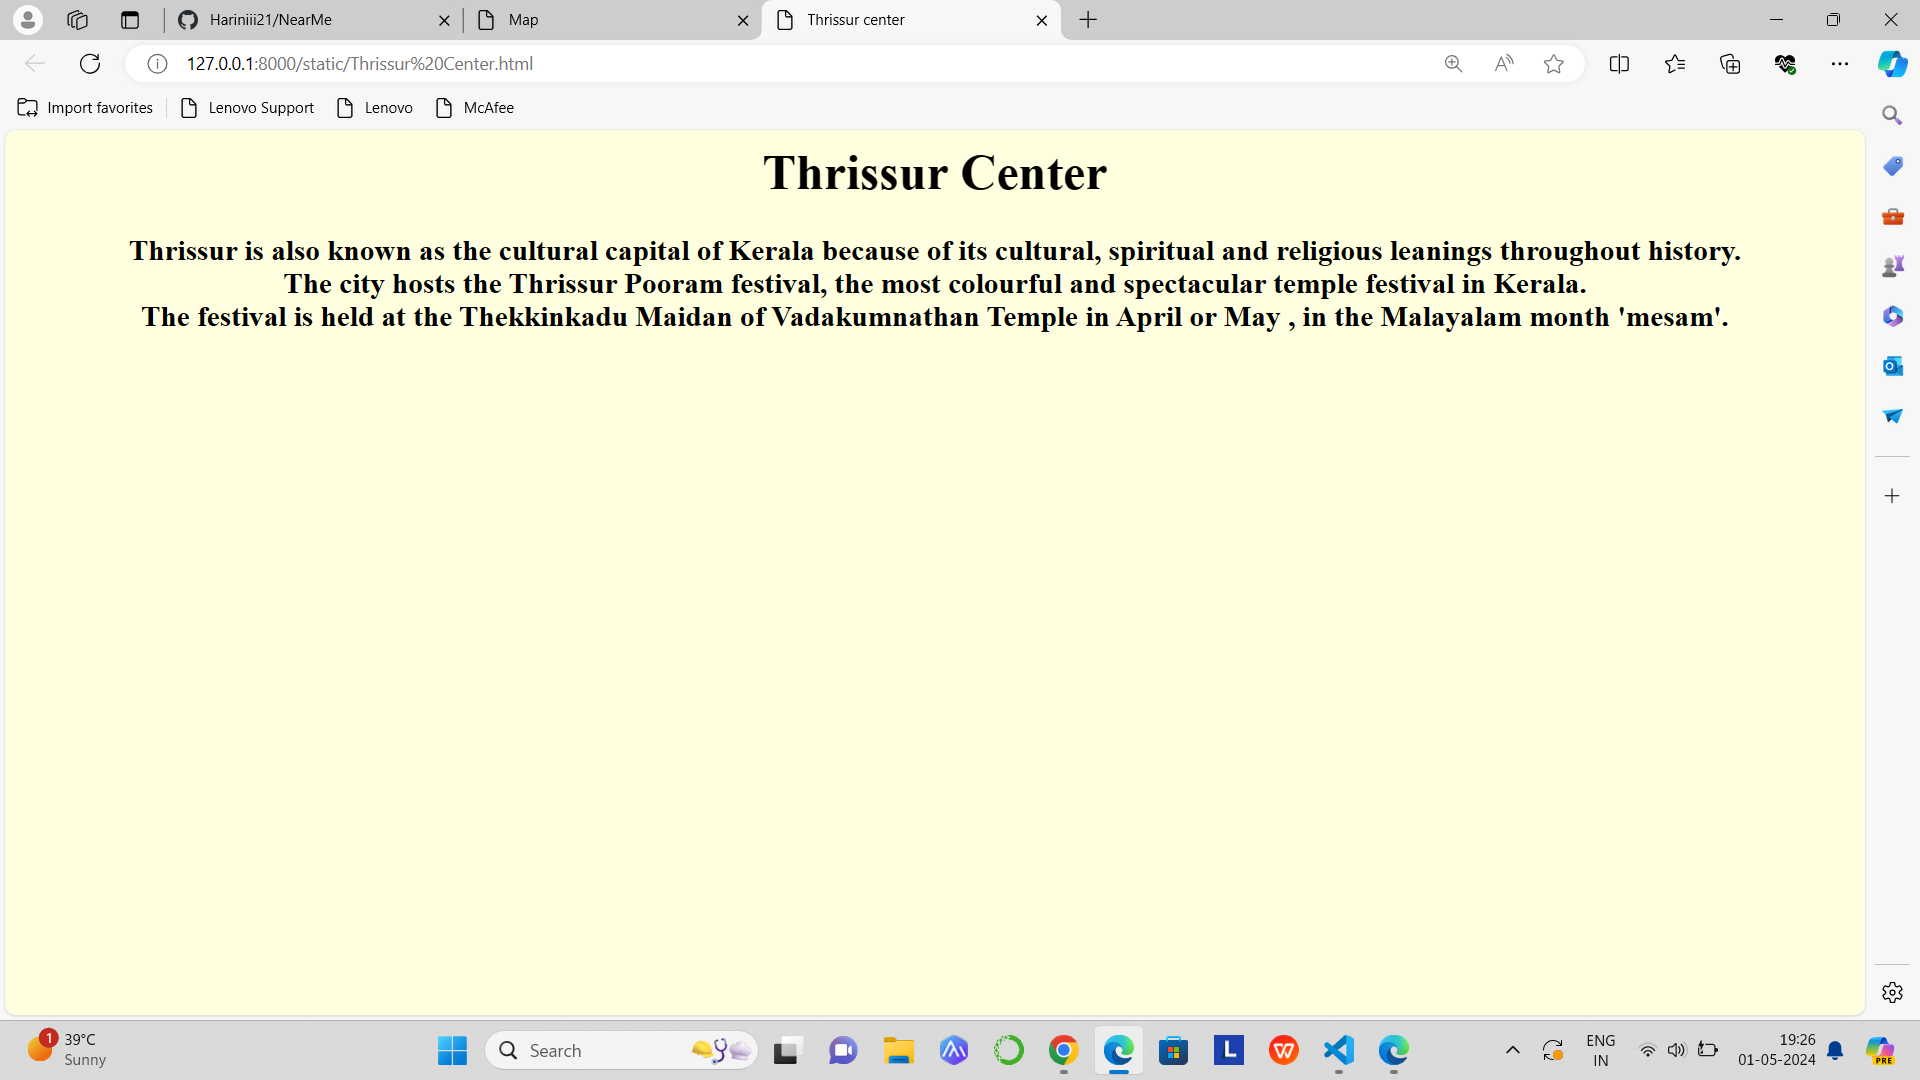 Hariniii21/NearMe
Map
Thrissur center
127.0.0.1:8000/static/Thrissur%20Center.html
Import favorites
Lenovo Support
Lenovo
McAfee
Thrissur Center
Thrissur is also known as the cultural capital of Kerala because of its cultural, spiritual and religious leanings throughout history.
The city hosts the Thrissur Pooram festival, the most colourful and spectacular temple festival in Kerala.
The festival is held at the Thekkinkadu Maidan of Vadakumnathan Temple in April or May , in the Malayalam month 'mesam'.
1
39°C
Sunny
Search
L
W
ENG
IN
19:26
01-05-2024
PRE